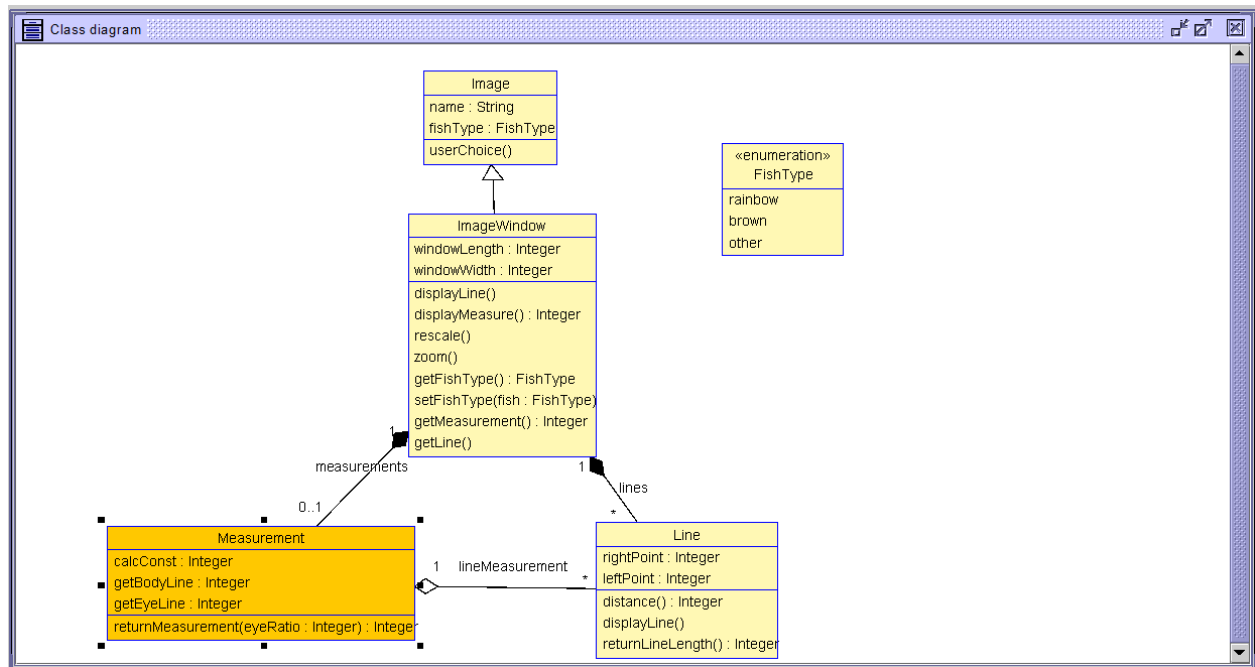 Class diagram
Image
name : String
fishType : FishType
userChoice()
«enumeration»
FishType
rainbow
brown
other
ImageWindow
windowLength : Integer
windowWidth : Integer
displayLine()
displayMeasure() : Integer
rescale()
zoom()
getFishType() : FishType
setFishType(fish : FishType)
getMeasurement() : Integer
getLine()
1
measurements
0..1
1
lines
*
Measurement
calcConst : Integer
getBodyLine : Integer
getEyeLine : Integer
returnMeasurement(eyeRatio : Integer) : Integer
1
lineMeasurement
*
Line
rightPoint : Integer
leftPoint : Integer
distance() : Integer
displayLine()
returnLineLength() : Integer